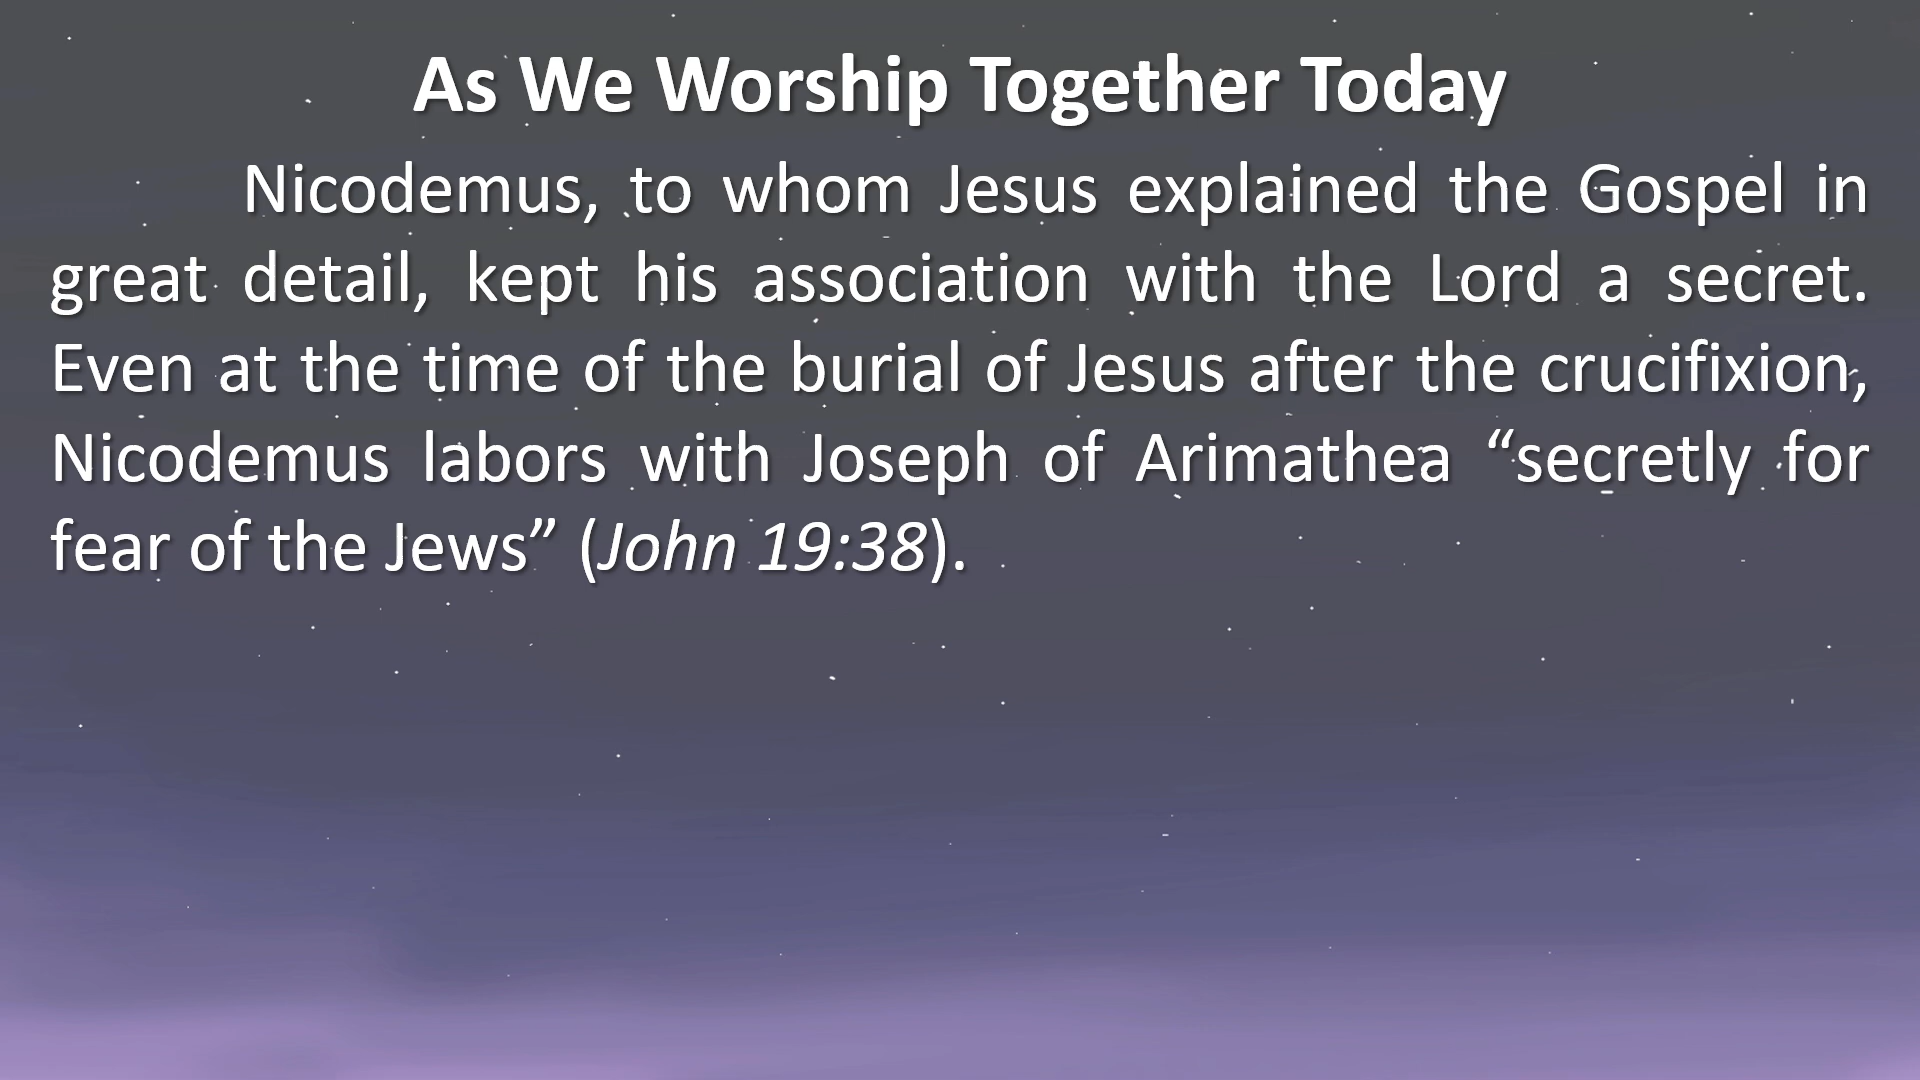 As We Worship Together Today
Nicodemus, to whom Jesus explained the Gospel in
great detail, kept his association with the Lord a secret.
Even at the time of the burial of Jesus after the crucifixion,
Nicodemus labors with Joseph of Arimathea “secretly for
fear of the Jews” (John 19:38).